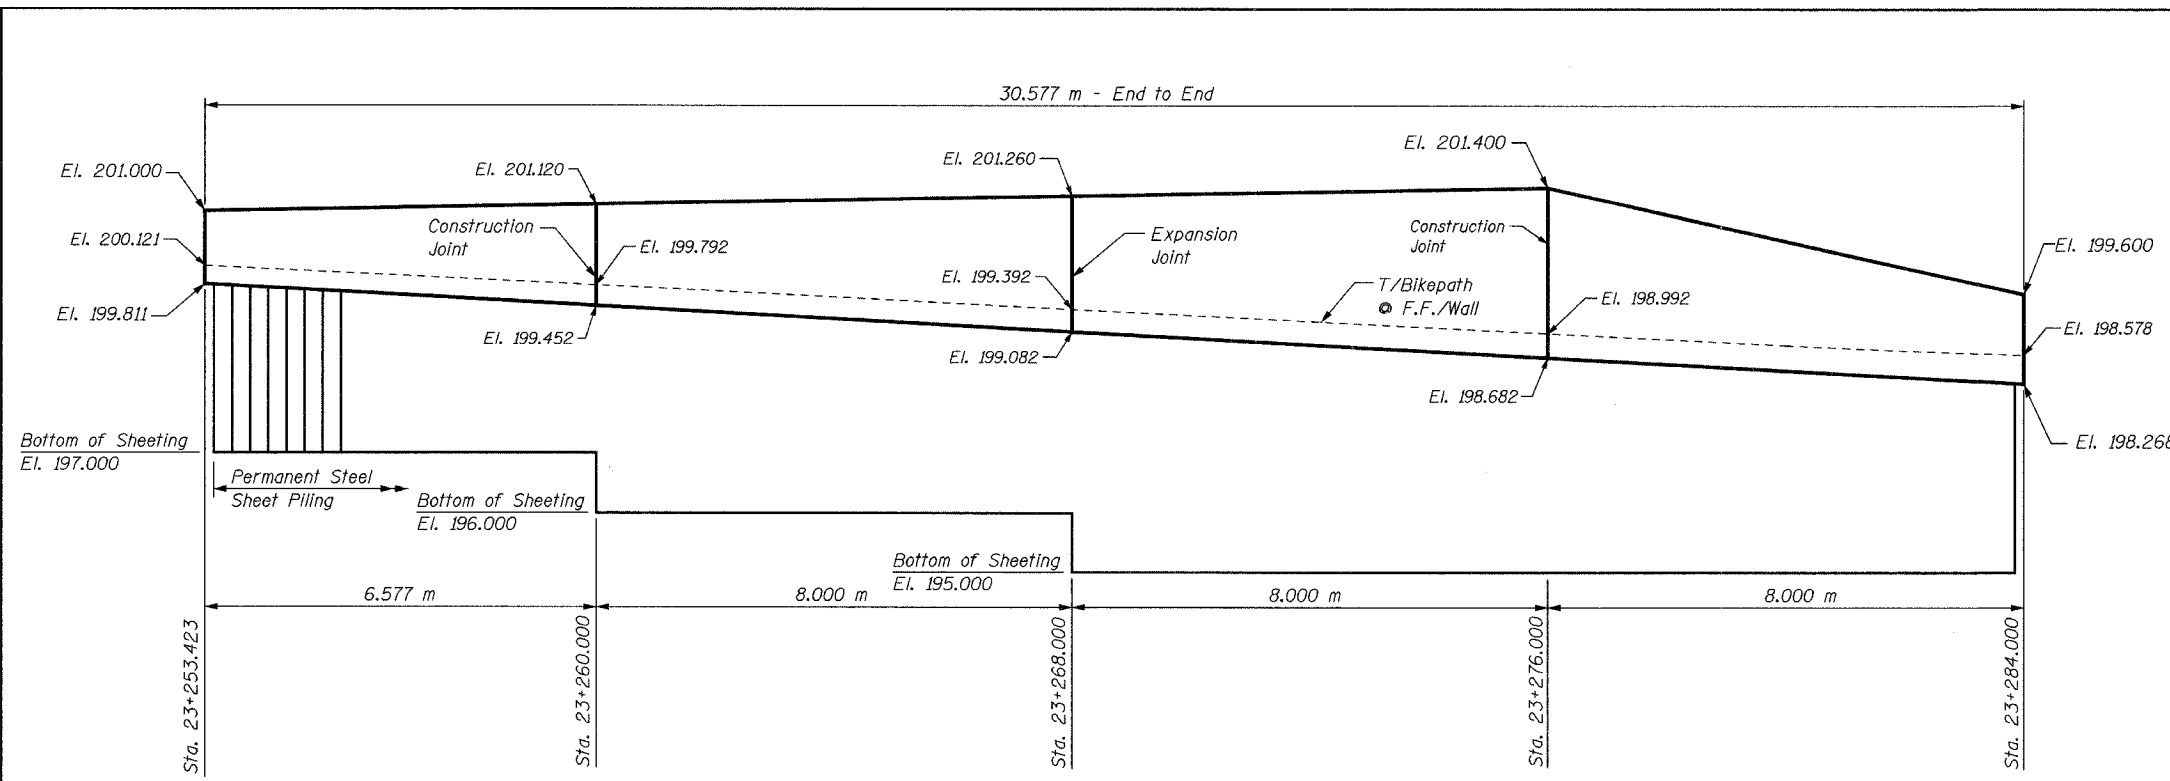 30.577 m - End to End
El. 201.000
El. 201.120
El. 201.260
El. 201.400
El. 200.121
Construction
Joint
El. 199.792
El. 199.392
Expansion
Joint
Construction
Joint
El. 199.600
El. 199.811
El. 199.452
El. 199.082
T/Bikepath
@ F.F./Wall
El. 198.992
El. 198.578
El. 198.682
El. 198.268
Bottom of Sheeting
El. 197.000
Permanent Steel
Sheet Piling
Bottom of Sheeting
El. 196.000
Bottom of Sheeting
El. 195.000
6.577 m
8.000 m
8.000 m
8.000 m
Sta. 23+253.423
Sta. 23+260.000
Sta. 23+268.000
Sta. 23+276.000
Sta. 23+284.000